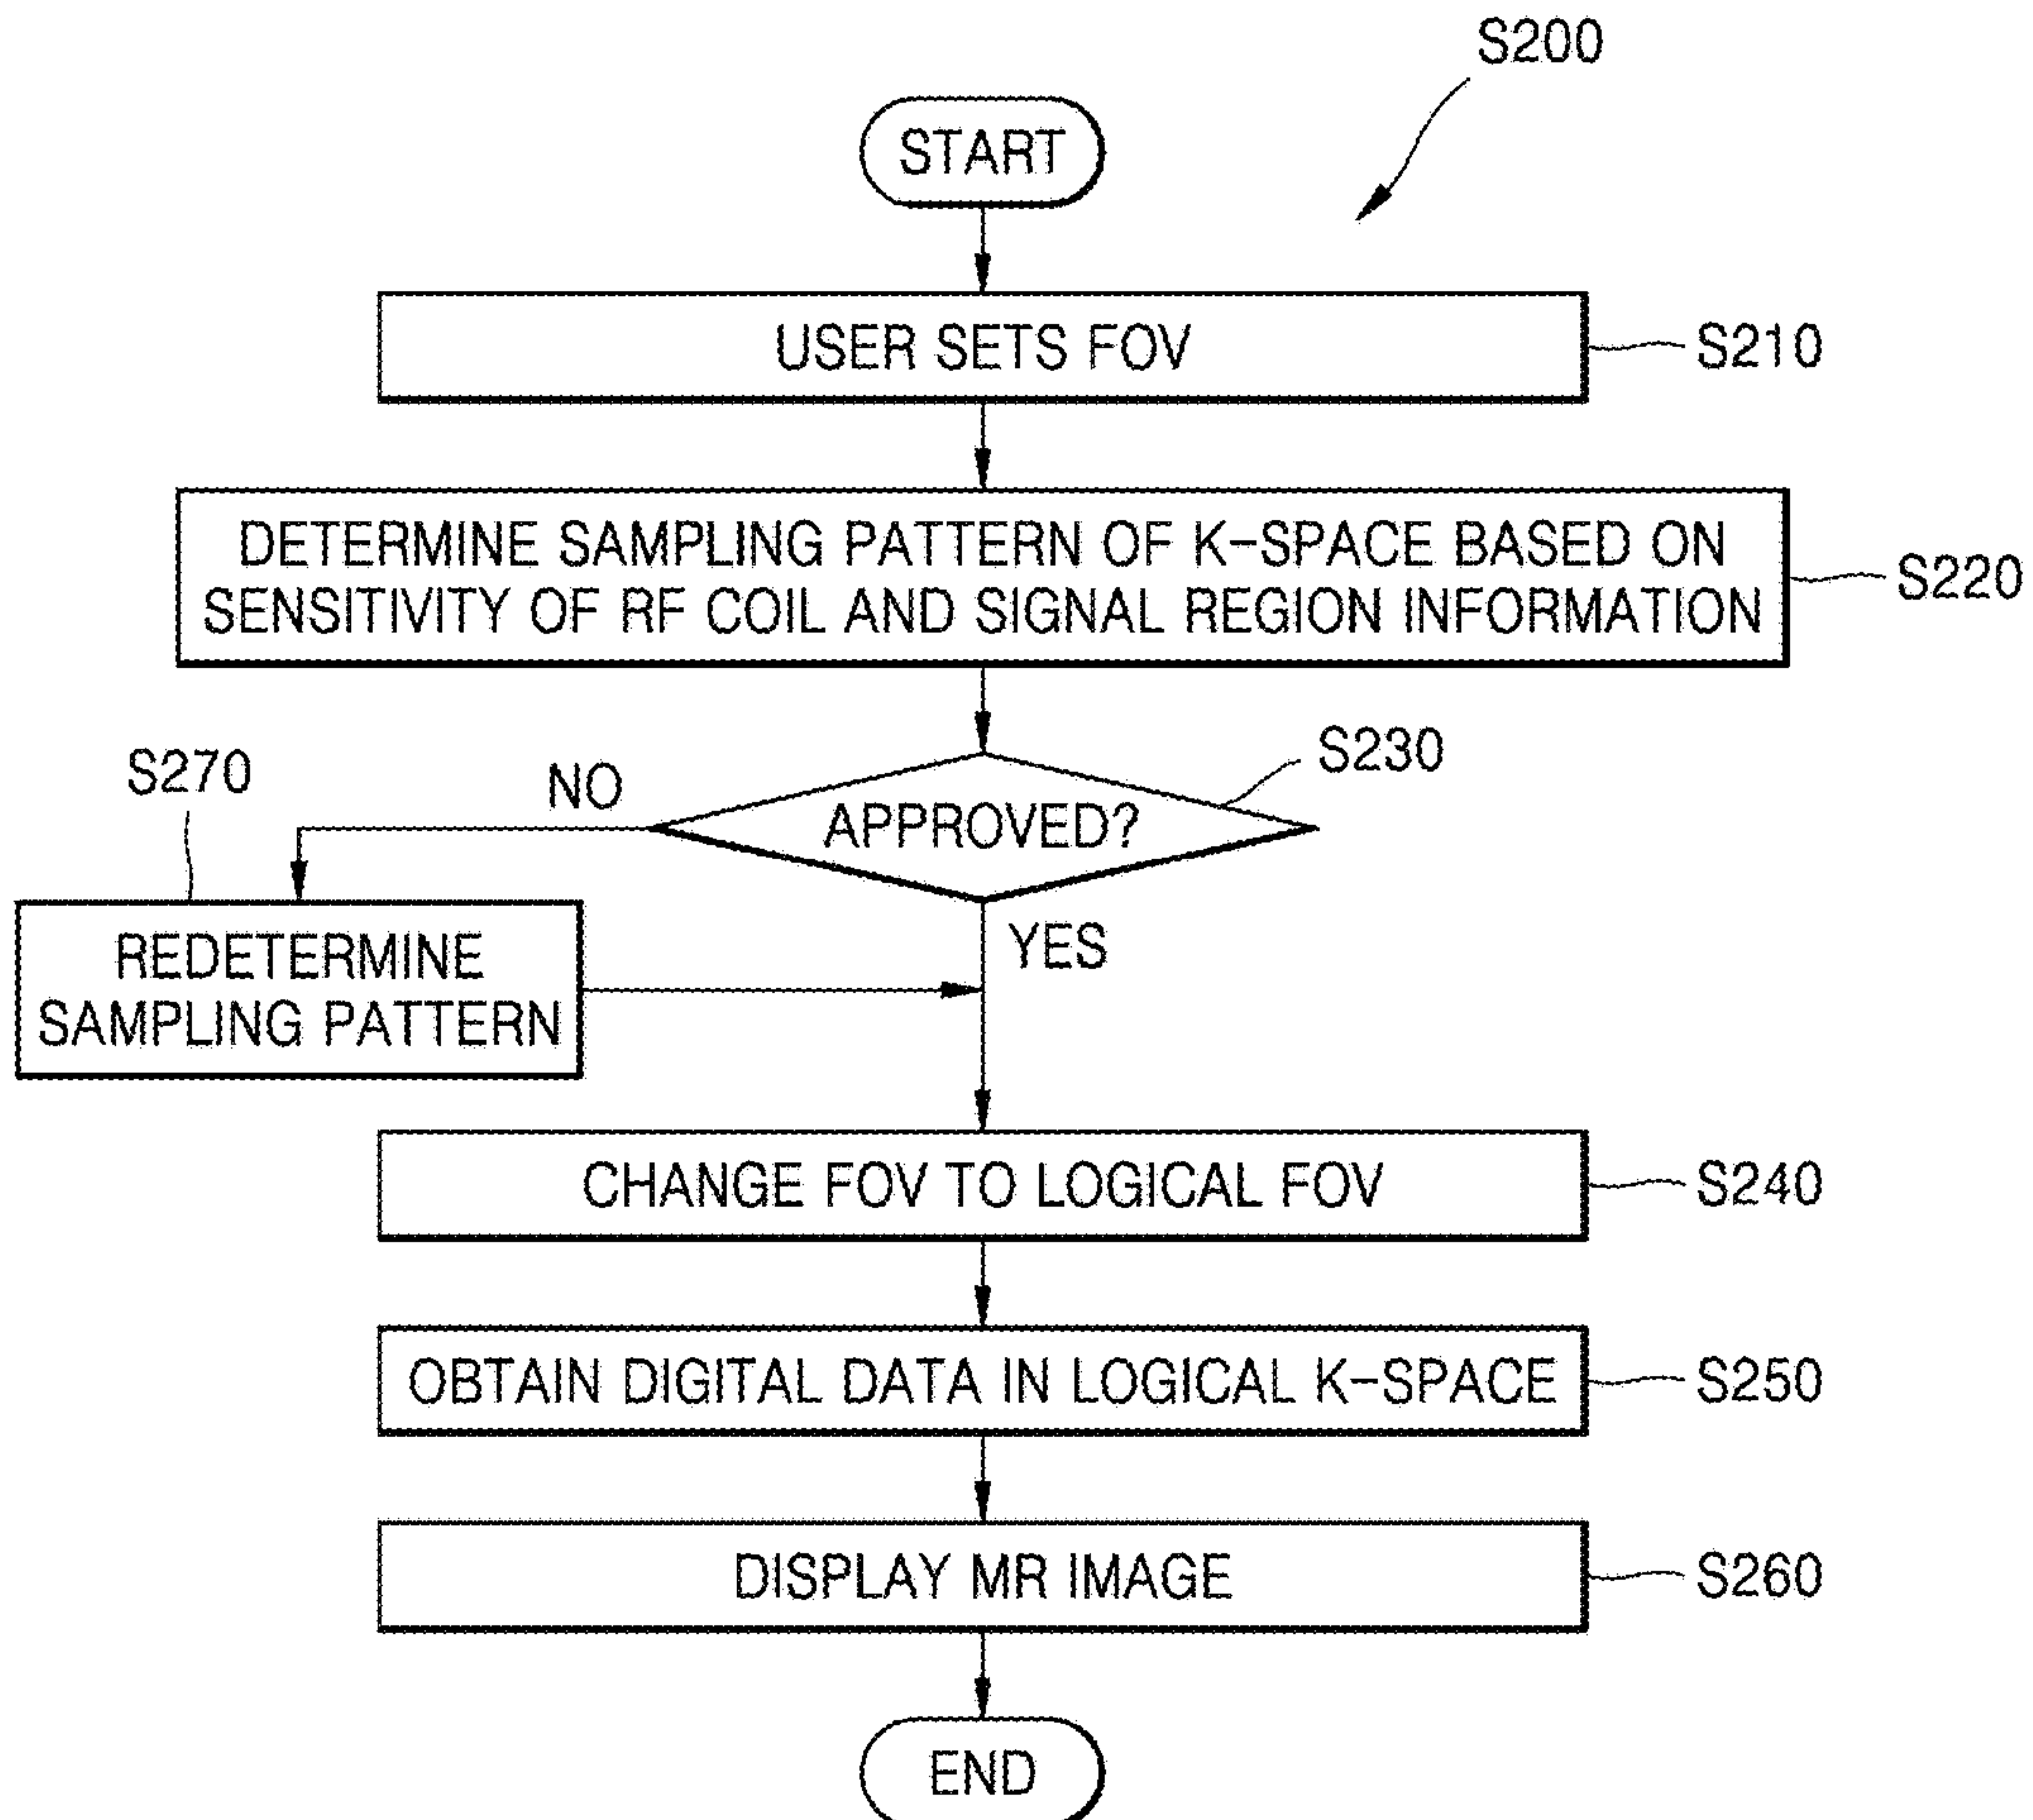 S200
START
USER SETS FOV
S210
DETERMINE SAMPLING PATTERN OF K-SPACE BASED ON
SENSITIVITY OF RF COIL AND SIGNAL REGION INFORMATION
S220
S230
APPROVED?
NO
S270
YES
REDETERMINE
SAMPLING PATTERN
CHANGE FOV TO LOGICAL FOV
S240
OBTAIN DIGITAL DATA IN LOGICAL K-SPACE
S250
DISPLAY MR IMAGE
S260
END